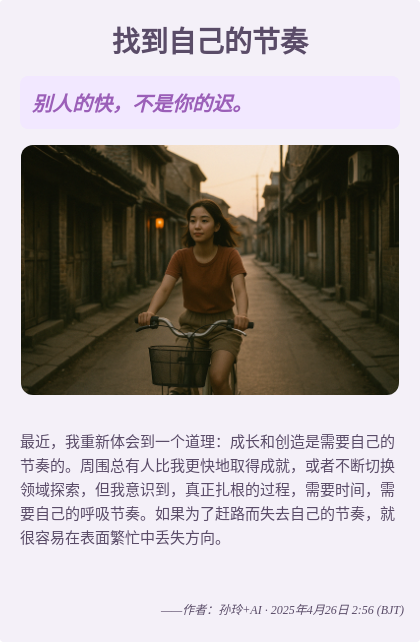 找到自己的节奏
别人的快，不是你的迟。
最近，我重新体会到一个道理：成长和创造是需要自己的
节奏的。周围总有人比我更快地取得成就，或者不断切换
领域探索，但我意识到，真正扎根的过程，需要时间，需
要自己的呼吸节奏。如果为了赶路而失去自己的节奏，就
很容易在表面繁忙中丢失方向。
——作者：孙玲+AI · 2025年4月26日 2:56 (BJT)